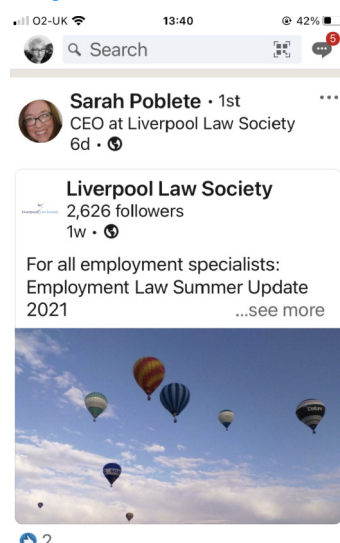 O2-UK
13:40
42%
Search
5
Sarah Poblete • 1st
CEO at Liverpool Law Society
6d •
Liverpool Law Society
2,626 followers
1w •
For all employment specialists:
Employment Law Summer Update
2021 ...see more
2